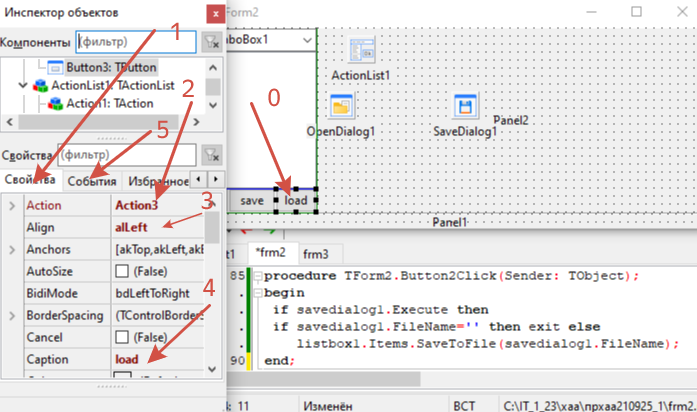 Инспектор объектов
x
Компоненты
(фильтр)
Button3: TButton
ActionList1: TActionList
Action1: TAction
Свойства
(фильтр)
Свойства События Избранное
Action Action3
Align alLeft
Anchors [akTop,akLeft,akB
AutoSize (False)
BidiMode bdLeftToRight
BorderSpacing (TControlBorderS
Cancel (False)
Caption load
1
2
0
5
3
4
Form2
boBox1
ActionList1
OpenDialog1
SaveDialog1
Panel2
save
load
Panel1
t1 *frm2 frm3
85 procedure TForm2.Button2Click(Sender: TObject);
. begin
. if savedialog1.Execute then
. if savedialog1.FileName='' then exit else
. listbox1.Items.SaveToFile(savedialog1.FileName);
90 end;
: 11 Изменён ВСТ C:\IT_1_23\xaa\npxaa210925_1\frm2.